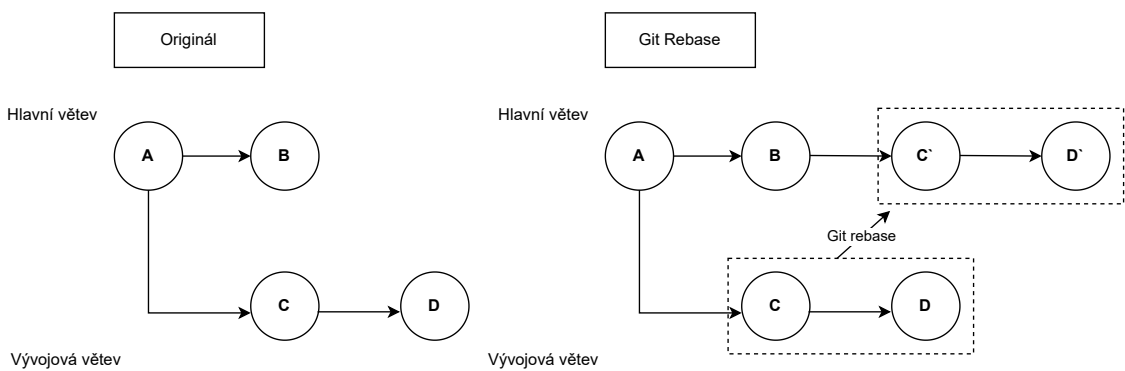 Originál
Hlavní větev
A
B
C
D
Vývojová větev
Git Rebase
Hlavní větev
A
B
C`
D`
Git rebase
C
D
Vývojová větev